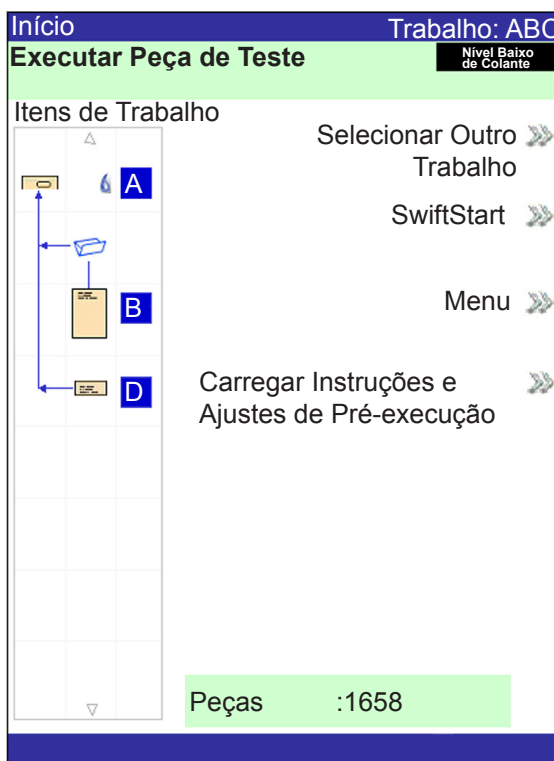 Início
Trabalho: ABC
Executar Peça de Teste
Nível Baixo
de Colante
Itens de Trabalho
Selecionar Outro
Trabalho
A
SwiftStart
B
Menu
D
Carregar Instruções e
Ajustes de Pré-execução
Peças :1658